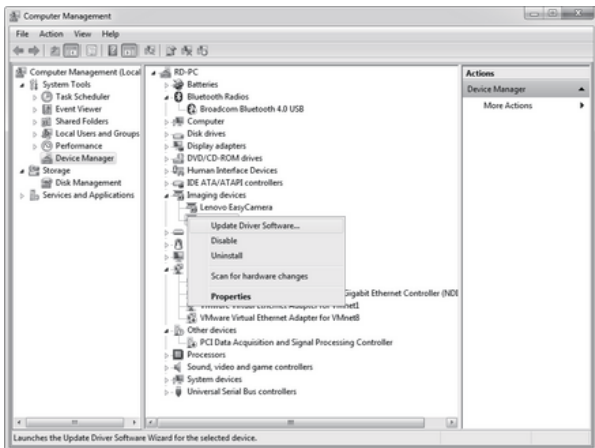 Computer Management
File Action View Help
Computer Management (Local
System Tools
Task Scheduler
Event Viewer
Shared Folders
Local Users and Groups
Performance
Device Manager
Storage
Disk Management
Services and Applications
RD-PC
Batteries
Bluetooth Radios
Broadcom Bluetooth 4.0 USB
Computer
Disk drives
Display adapters
DVD/CD-ROM drives
Human Interface Devices
IDE ATA/ATAPI controllers
Imaging devices
Lenovo EasyCamera
Update Driver Software...
Disable
Uninstall
Scan for hardware changes
Properties
Gigabit Ethernet Controller (NDI
VMware Virtual Ethernet Adapter for VMnet1
VMware Virtual Ethernet Adapter for VMnet8
Other devices
PCI Data Acquisition and Signal Processing Controller
Processors
Sound, video and game controllers
System devices
Universal Serial Bus controllers
Actions
Device Manager
More Actions
Launches the Update Driver Software Wizard for the selected device.